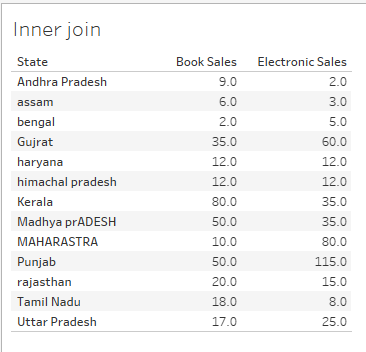 Inner join
State Book Sales Electronic Sales
Andhra Pradesh 9.0 2.0
assam 6.0 3.0
bengal 2.0 5.0
Gujrat 35.0 60.0
haryana 12.0 12.0
himachal pradesh 12.0 12.0
Kerala 80.0 35.0
Madhya prADESH 50.0 35.0
MAHARASTRA 10.0 80.0
Punjab 50.0 115.0
rajasthan 20.0 15.0
Tamil Nadu 18.0 8.0
Uttar Pradesh 17.0 25.0